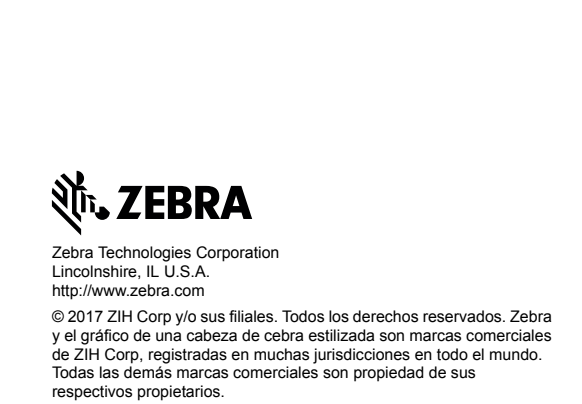 ZEBRA
Zebra Technologies Corporation
Lincolnshire, IL U.S.A.
http://www.zebra.com
© 2017 ZIH Corp y/o sus filiales. Todos los derechos reservados. Zebra
y el gráfico de una cabeza de cebra estilizada son marcas comerciales
de ZIH Corp, registradas en muchas jurisdicciones en todo el mundo.
Todas las demás marcas comerciales son propiedad de sus
respectivos propietarios.